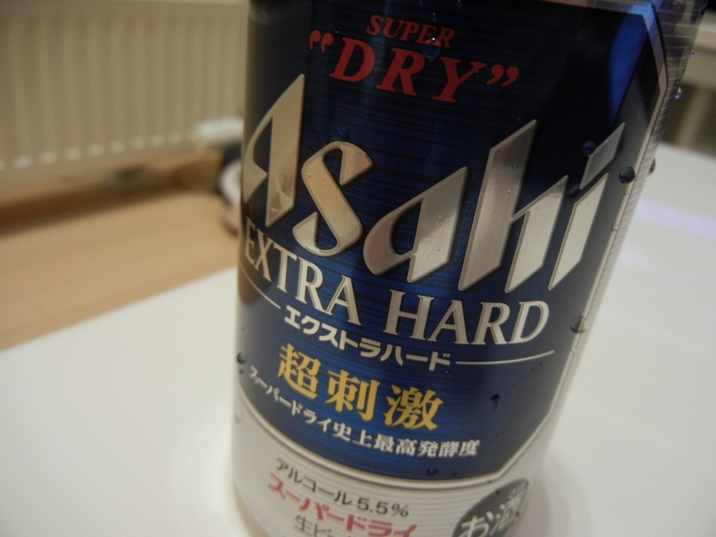 SUPER
"DRY"
Asahi
EXTRA HARD
エクストラハード
超刺激
スーパードライ史上最高発酵度
アルコール 5.5%
スーパードライ
お酒